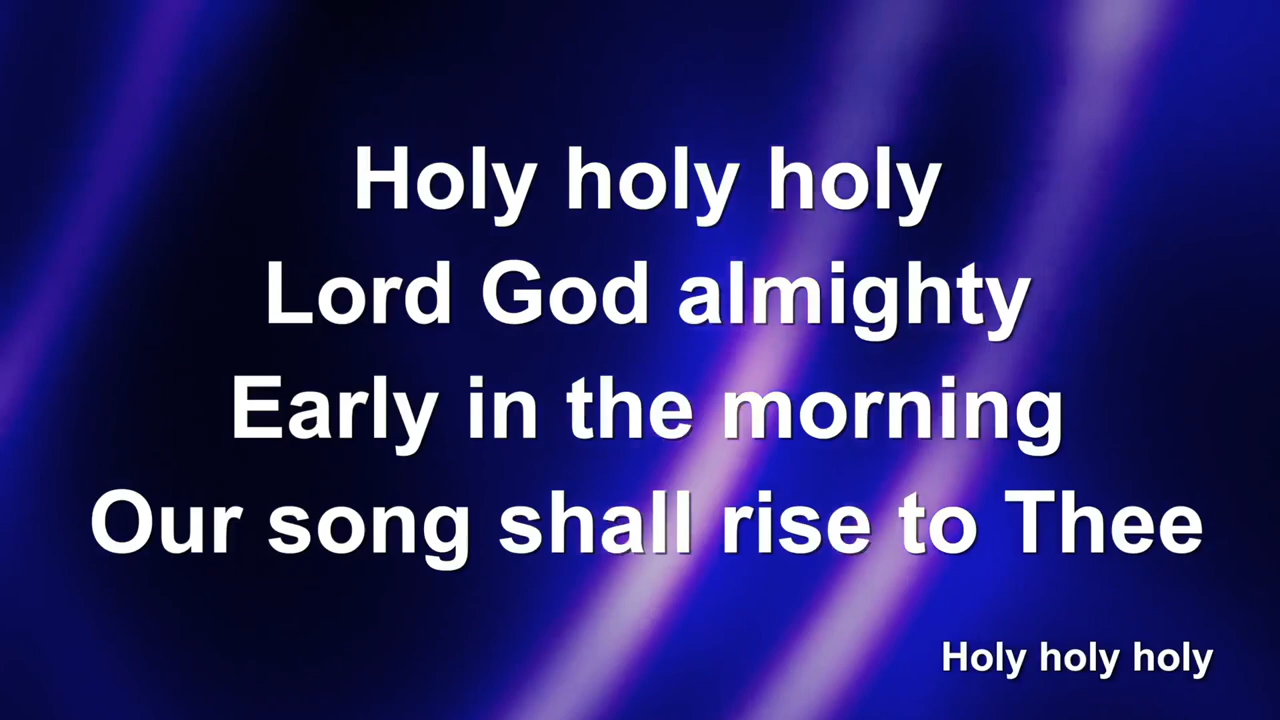 Holy holy holy
Lord God almighty
Early in the morning
Our song shall rise to Thee
Holy holy holy